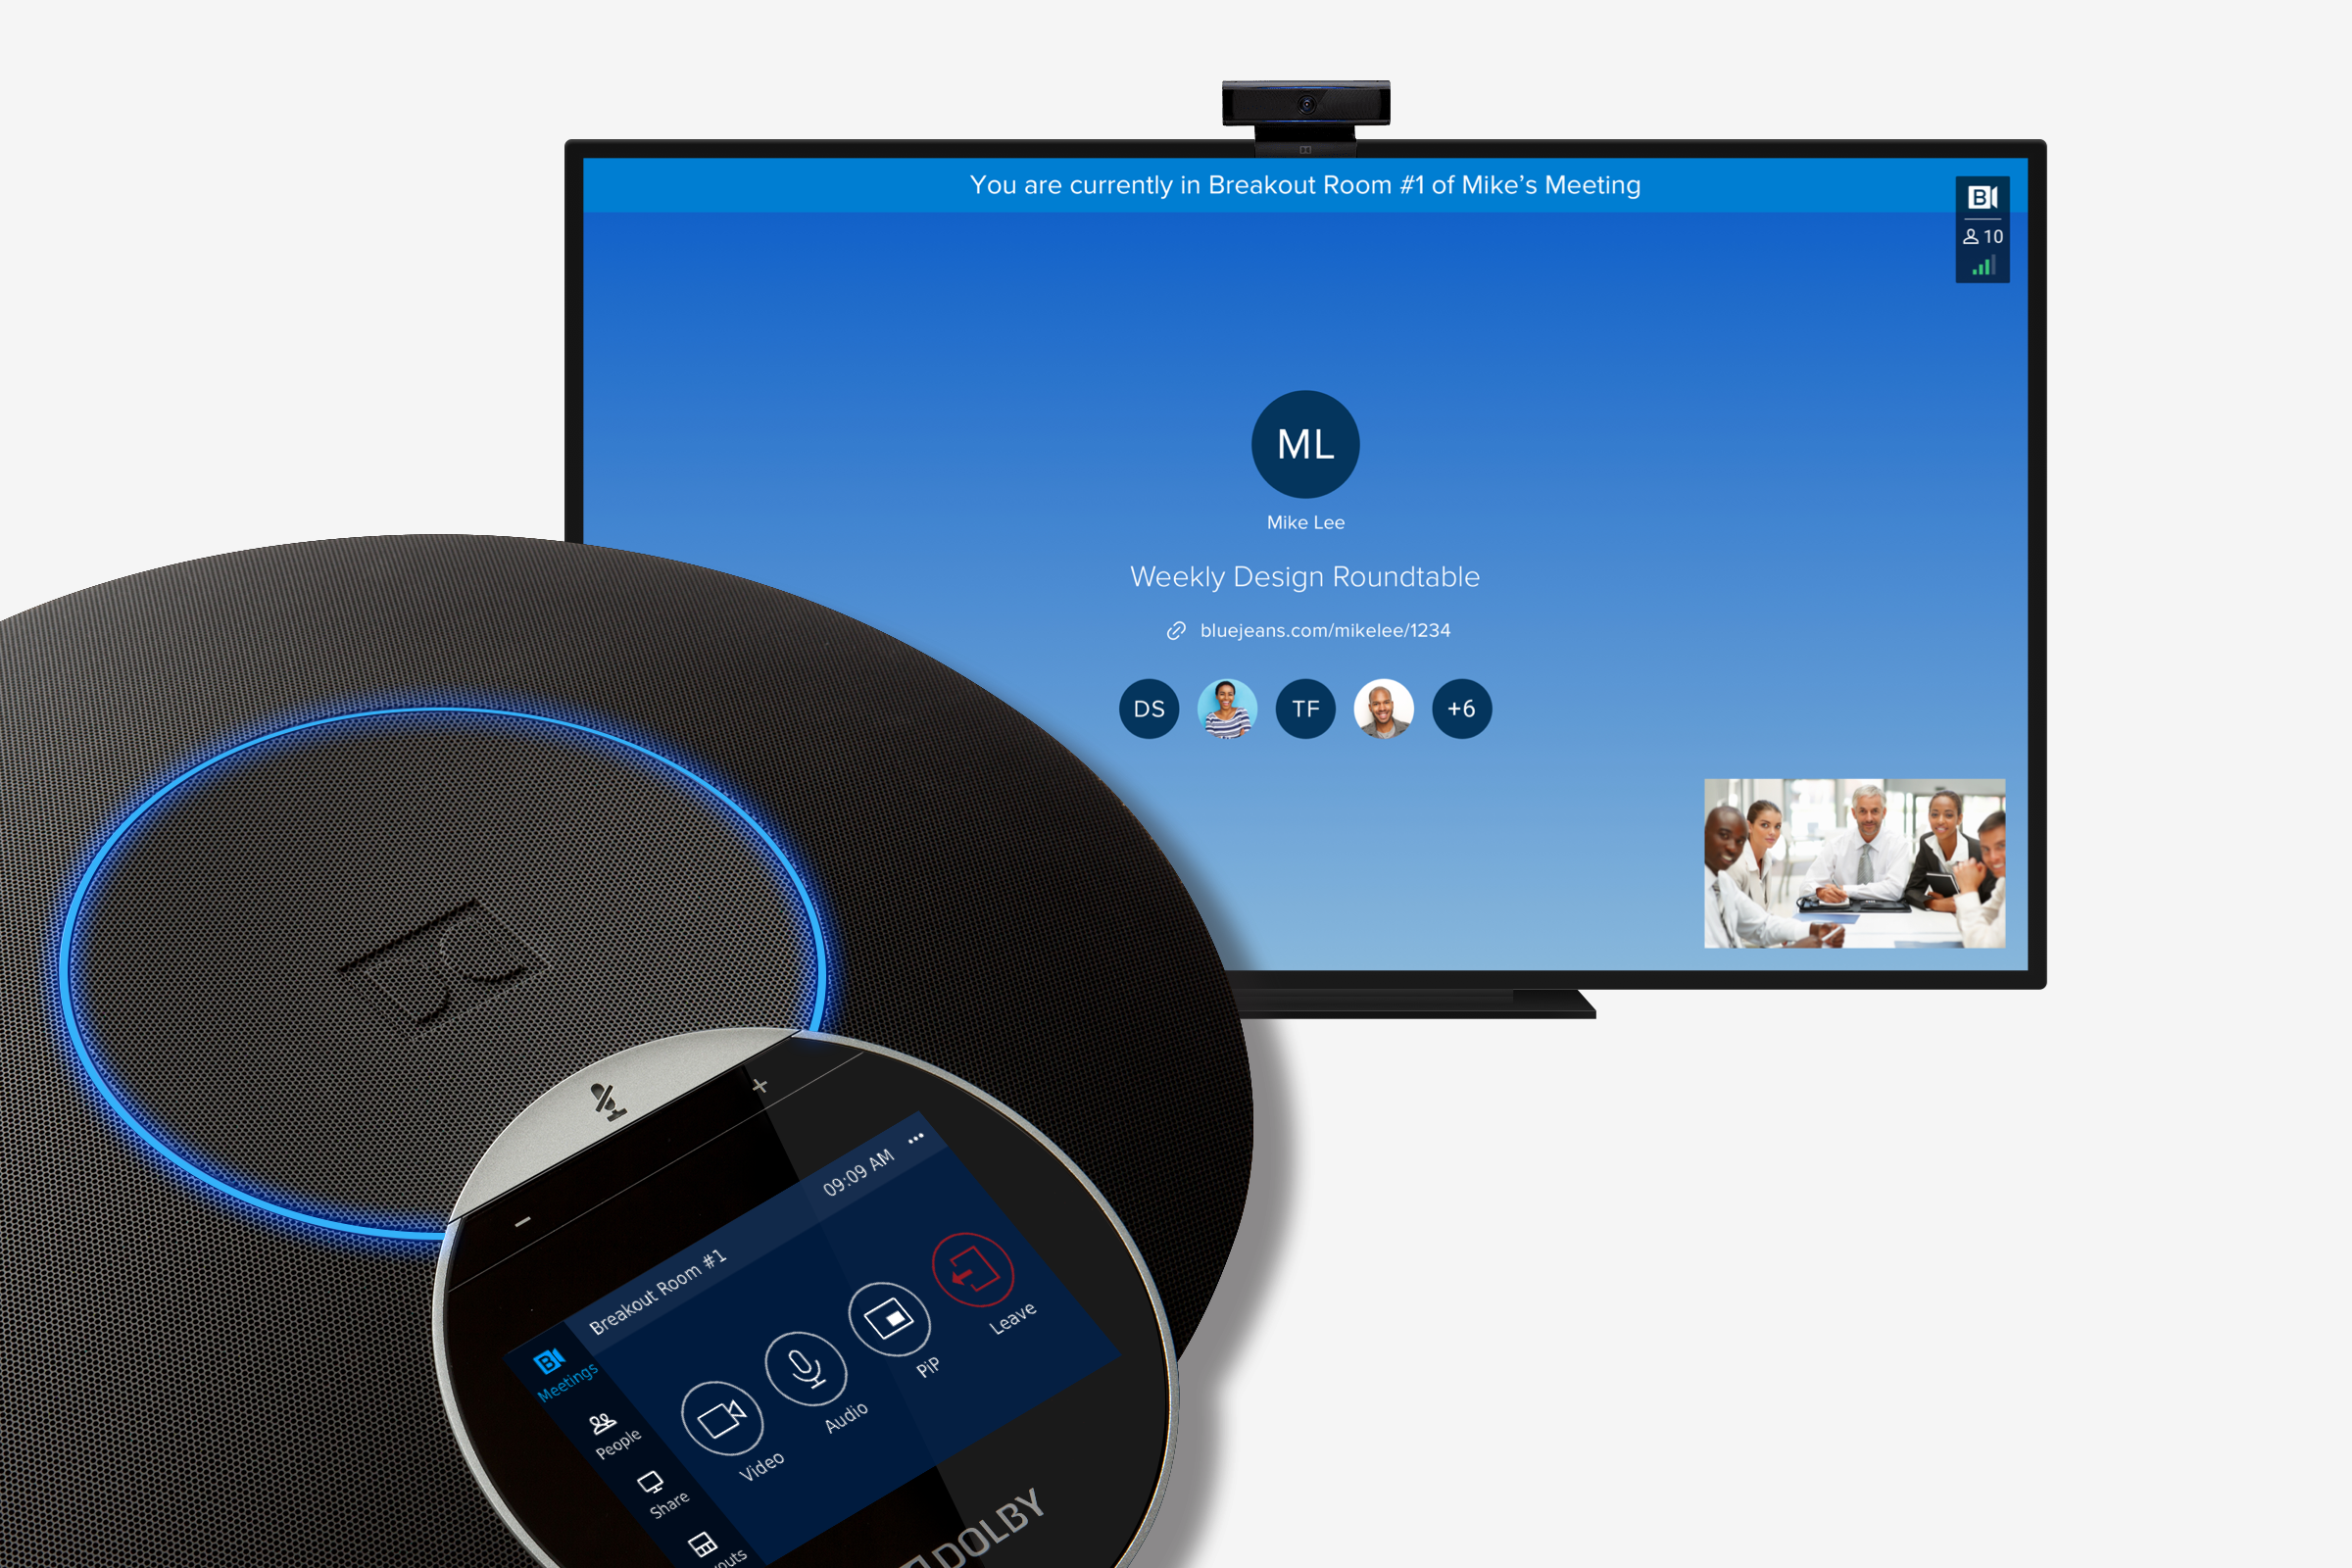 You are currently in Breakout Room #1 of Mike's Meeting
B
10
ML
Mike Lee
Weekly Design Roundtable
bluejeans.com/mikelee/1234
DS
TF
+6
+
−
09:09 AM
Breakout Room #1
Leave
PiP
Audio
Video
B
Meetings
People
Share
DOLBY